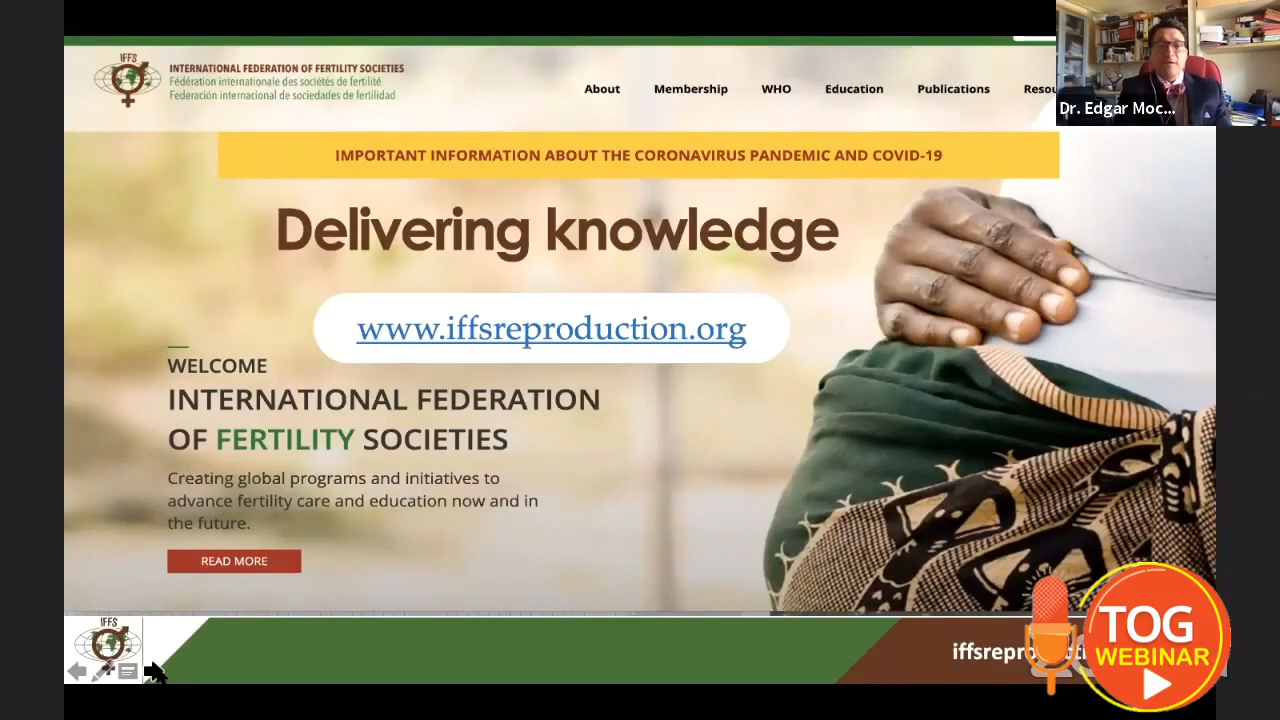 IFFS
INTERNATIONAL FEDERATION OF FERTILITY SOCIETIES
Fédération internationale des sociétés de fertilité
Federación internacional de sociedades de fertilidad
About Membership WHO Education Publications
Dr. Edgar Moc...
IMPORTANT INFORMATION ABOUT THE CORONAVIRUS PANDEMIC AND COVID-19
Delivering knowledge
www.iffsreproduction.org
WELCOME
INTERNATIONAL FEDERATION
OF FERTILITY SOCIETIES
Creating global programs and initiatives to
advance fertility care and education now and in
the future.
READ MORE
IFFS
TOG
WEBINAR